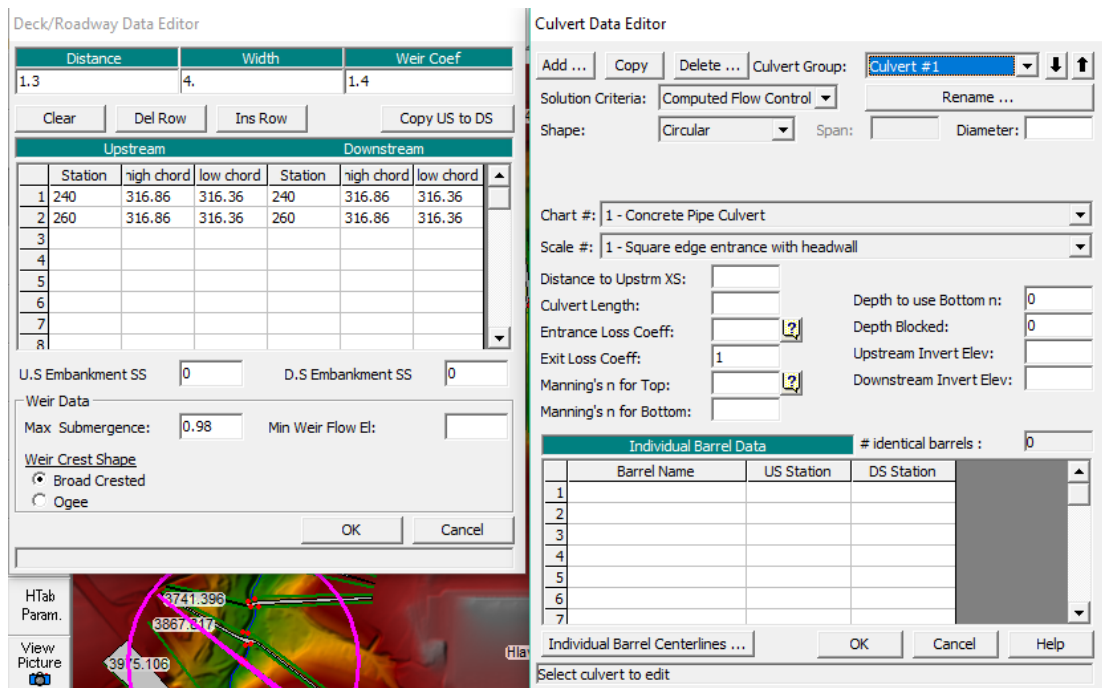 Deck/Roadway Data Editor
Distance Width Weir Coef
1.3 4. 1.4
Clear Del Row Ins Row Copy US to DS
Upstream Downstream
Station high chord low chord Station high chord low chord
1 240 316.86 316.36 240 316.86 316.36
2 260 316.86 316.36 260 316.86 316.36
3
4
5
6
7
8
U.S Embankment SS 0 D.S Embankment SS 0
Weir Data
Max Submergence: 0.98 Min Weir Flow El:
Weir Crest Shape
Broad Crested
Ogee
OK Cancel
HTab
Param.
View
Picture
3741.396
3867.817
3975.106
Hla
Culvert Data Editor
Add ... Copy Delete ... Culvert Group: Culvert #1
Solution Criteria: Computed Flow Control Rename ...
Shape: Circular Span: Diameter:
Chart #: 1 - Concrete Pipe Culvert
Scale #: 1 - Square edge entrance with headwall
Distance to Upstrm XS:
Culvert Length: Depth to use Bottom n: 0
Entrance Loss Coeff: ? Depth Blocked: 0
Exit Loss Coeff: 1 Upstream Invert Elev:
Manning's n for Top: ? Downstream Invert Elev:
Manning's n for Bottom:
Individual Barrel Data # identical barrels : 0
Barrel Name US Station DS Station
1
2
3
4
5
6
7
Individual Barrel Centerlines ... OK Cancel Help
Select culvert to edit